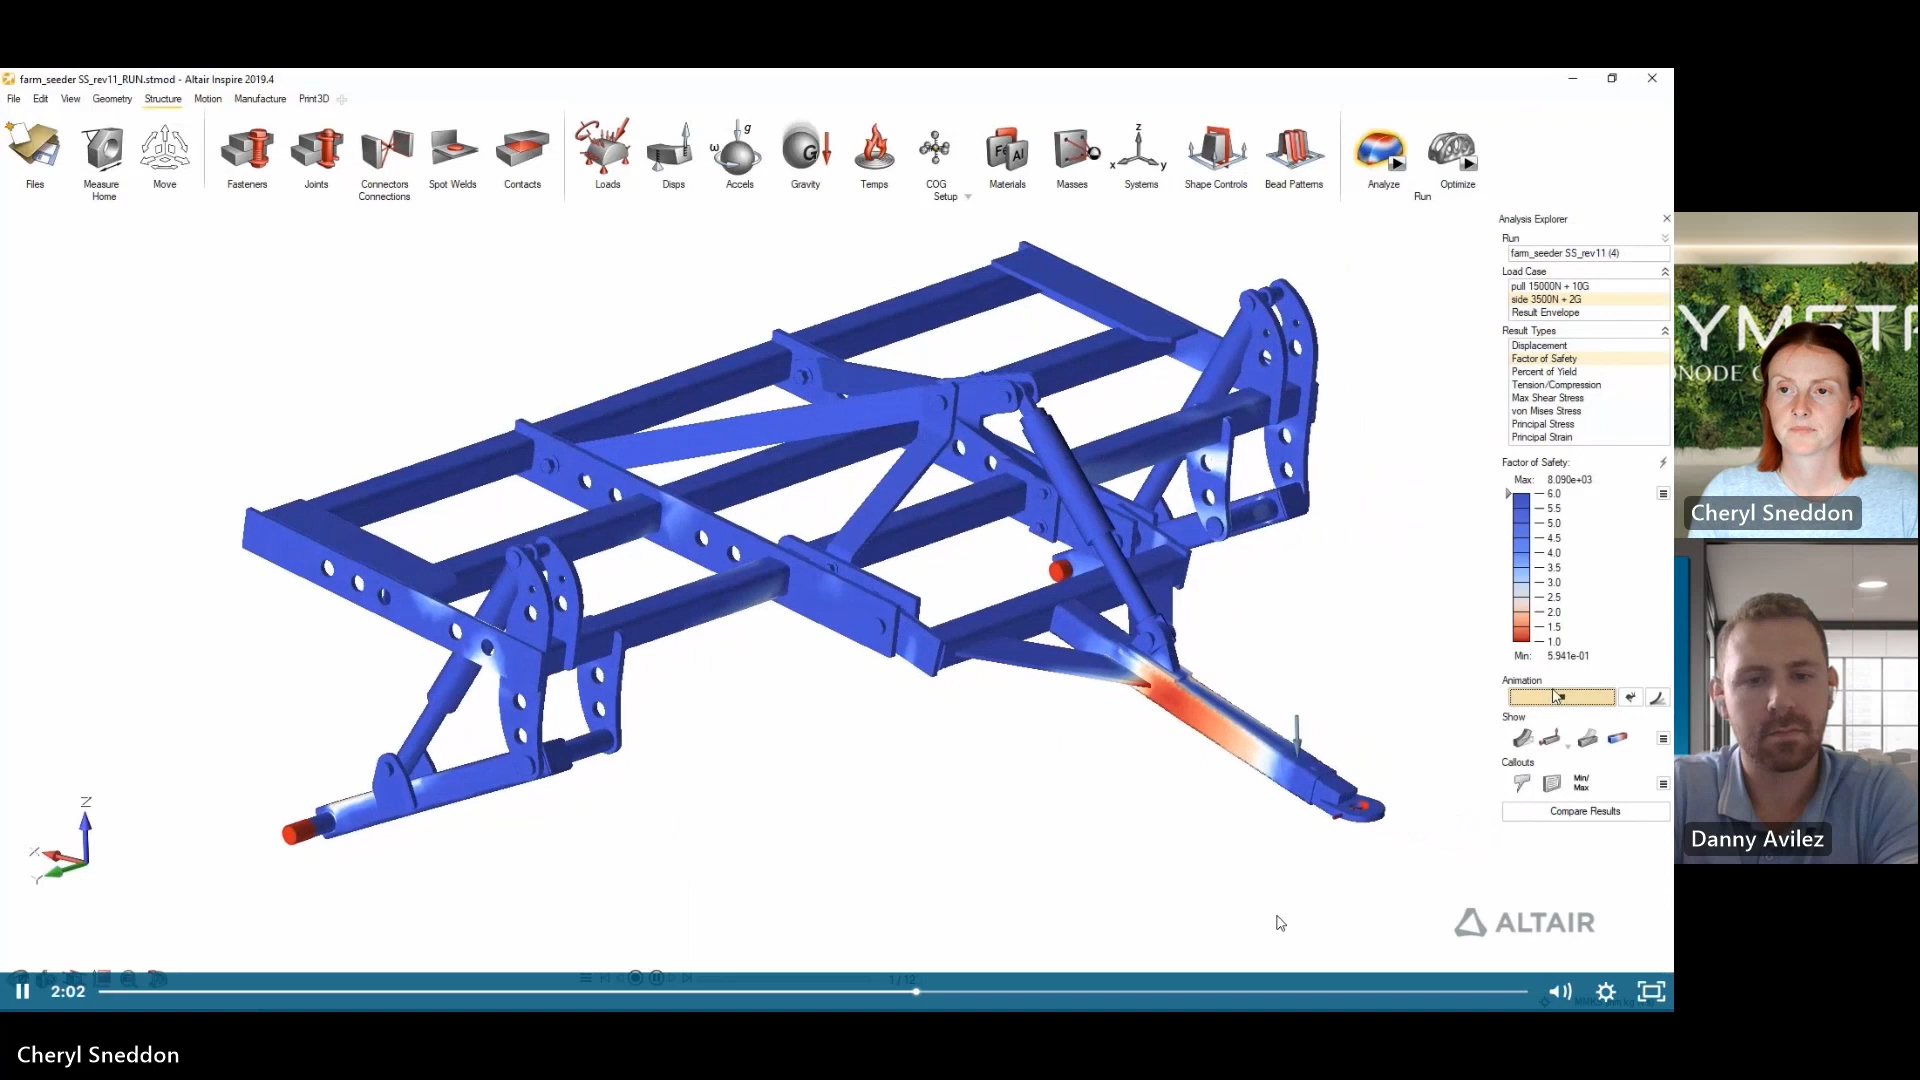 farm_seeder SS_rev11_RUN.stmod - Altair Inspire 2019.4
File Edit View Geometry Structure Motion Manufacture Print3D
g
ω
G
Fe
Al
z
x
y
Files Measure Move Fasteners Joints Connectors Spot Welds Contacts Loads Disps Accels Gravity Temps COG Materials Masses Systems Shape Controls Bead Patterns Analyze Optimize
Home Connections Setup Run
Analysis Explorer
Run
farm_seeder SS_rev11 (4)
Load Case
pull 15000N + 10G
side 3500N + 2G
Result Envelope
Result Types
Displacement
Factor of Safety
Percent of Yield
Tension/Compression
Max Shear Stress
von Mises Stress
Principal Stress
Principal Strain
Factor of Safety:
Max: 8.090e+03
6.0
5.5
5.0
4.5
4.0
3.5
3.0
2.5
2.0
1.5
1.0
Min: 5.941e-01
Animation
Show
Callouts
Min/
Max
Compare Results
Z
X
Y
ALTAIR
1 / 12
2:02
YMETR
NODE
Cheryl Sneddon
Danny Avilez
Cheryl Sneddon